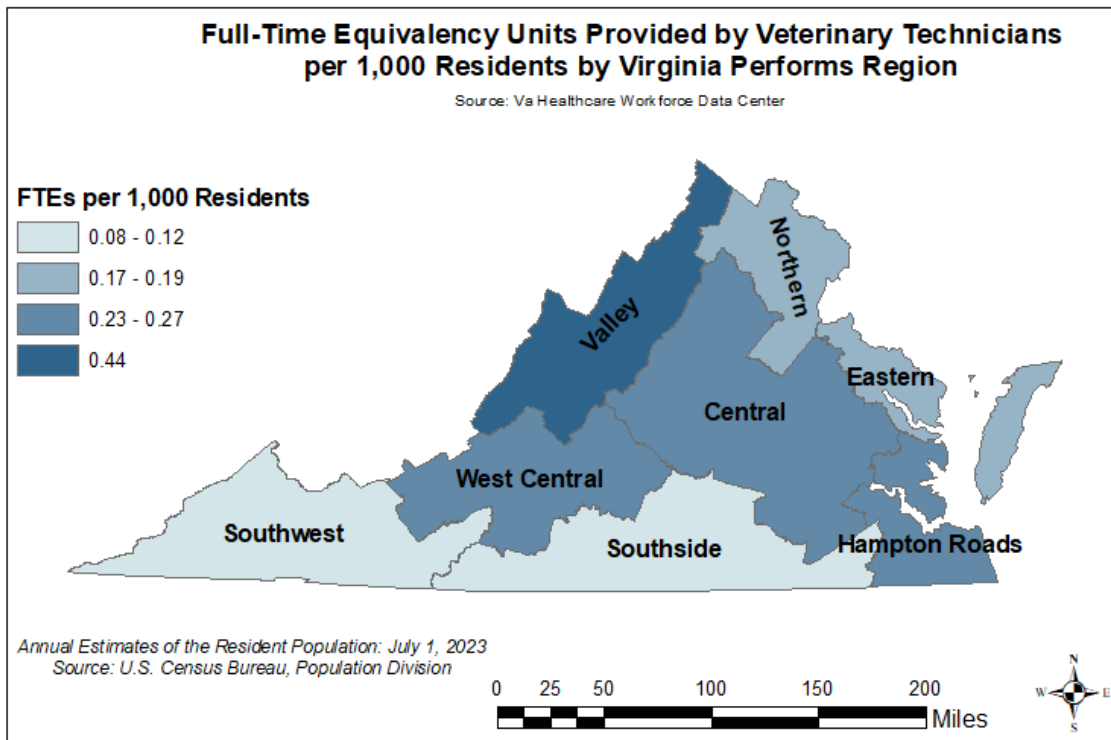 Full-Time Equivalency Units Provided by Veterinary Technicians
per 1,000 Residents by Virginia Performs Region
Source: Va Healthcare Workforce Data Center
FTEs per 1,000 Residents
0.08 - 0.12
0.17 - 0.19
0.23 - 0.27
0.44
Northern
Valley
Eastern
Central
West Central
Southwest
Southside
Hampton Roads
Annual Estimates of the Resident Population: July 1, 2023
Source: U.S. Census Bureau, Population Division
0 25 50 100 150 200
Miles
N
W E
S